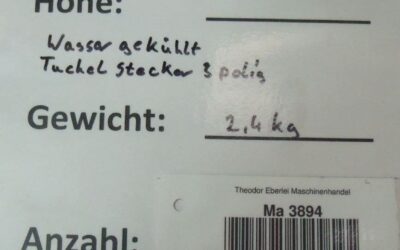 Höhe:
Wasser gekühlt
Tuchel Stecker 3 polig
Gewicht: 2,4 kg
Theodor Eberlei Maschinenhandel
Ma 3894
Anzahl: